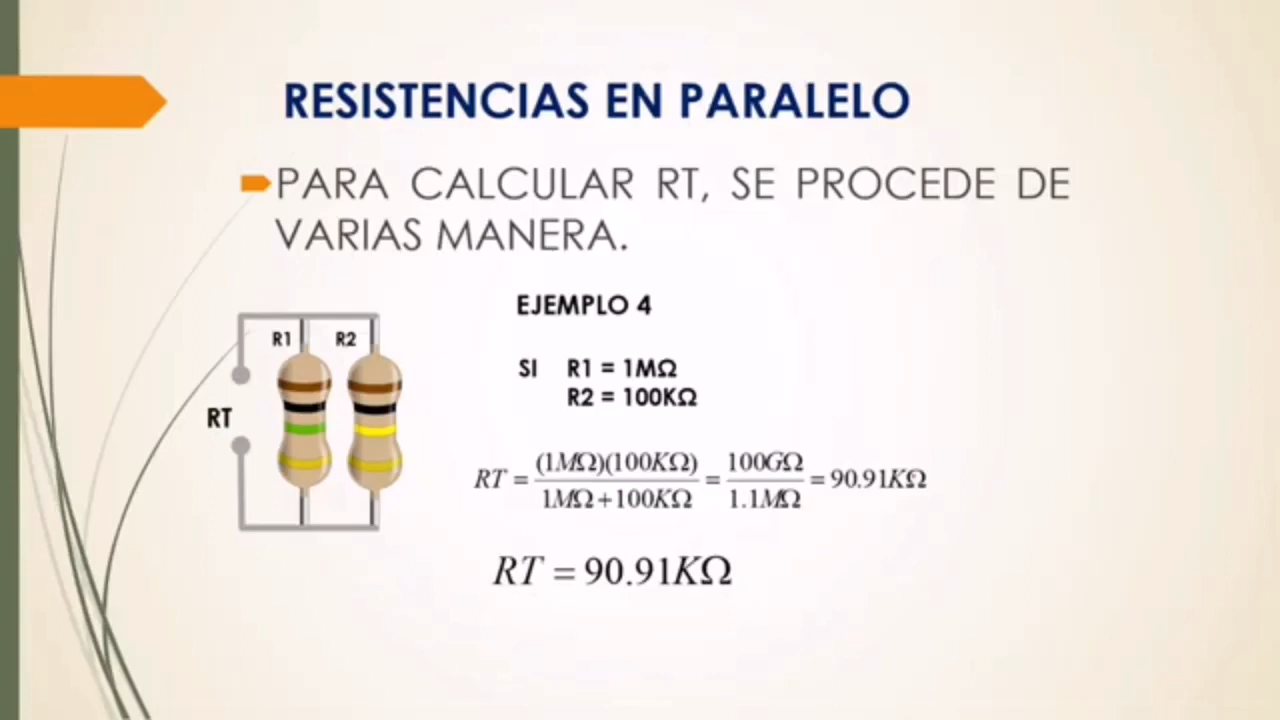 RESISTENCIAS EN PARALELO
PARA CALCULAR RT, SE PROCEDE DE
VARIAS MANERA.
EJEMPLO 4
R1 R2
SI R1 = 1MΩ
R2 = 100KΩ
RT
RT = (1MΩ)(100KΩ) / 1MΩ+100KΩ = 100GΩ / 1.1MΩ = 90.91KΩ
RT = 90.91KΩ